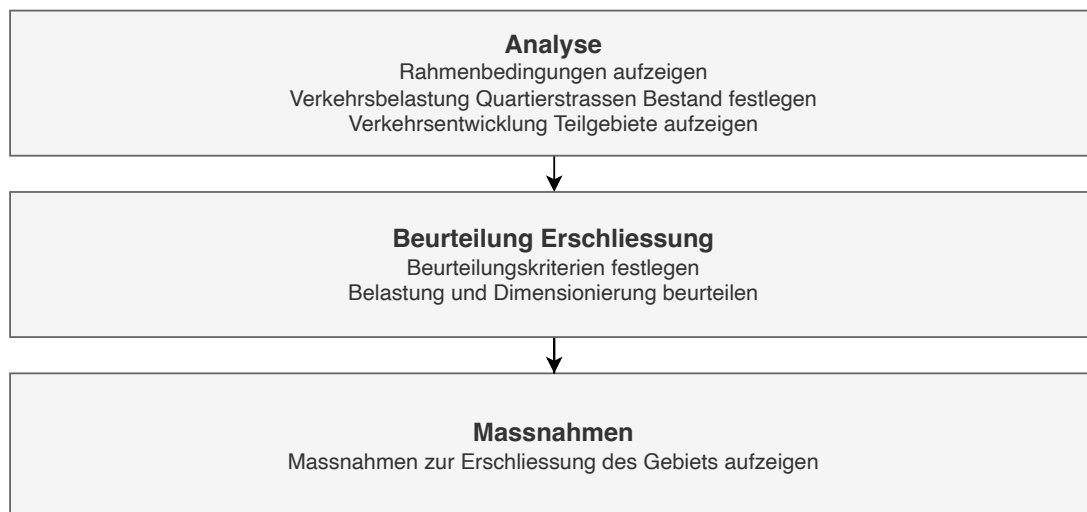 Analyse
Rahmenbedingungen aufzeigen
Verkehrsbelastung Quartierstrassen Bestand festlegen
Verkehrsentwicklung Teilgebiete aufzeigen
Beurteilung Erschliessung
Beurteilungskriterien festlegen
Belastung und Dimensionierung beurteilen
Massnahmen
Massnahmen zur Erschliessung des Gebiets aufzeigen